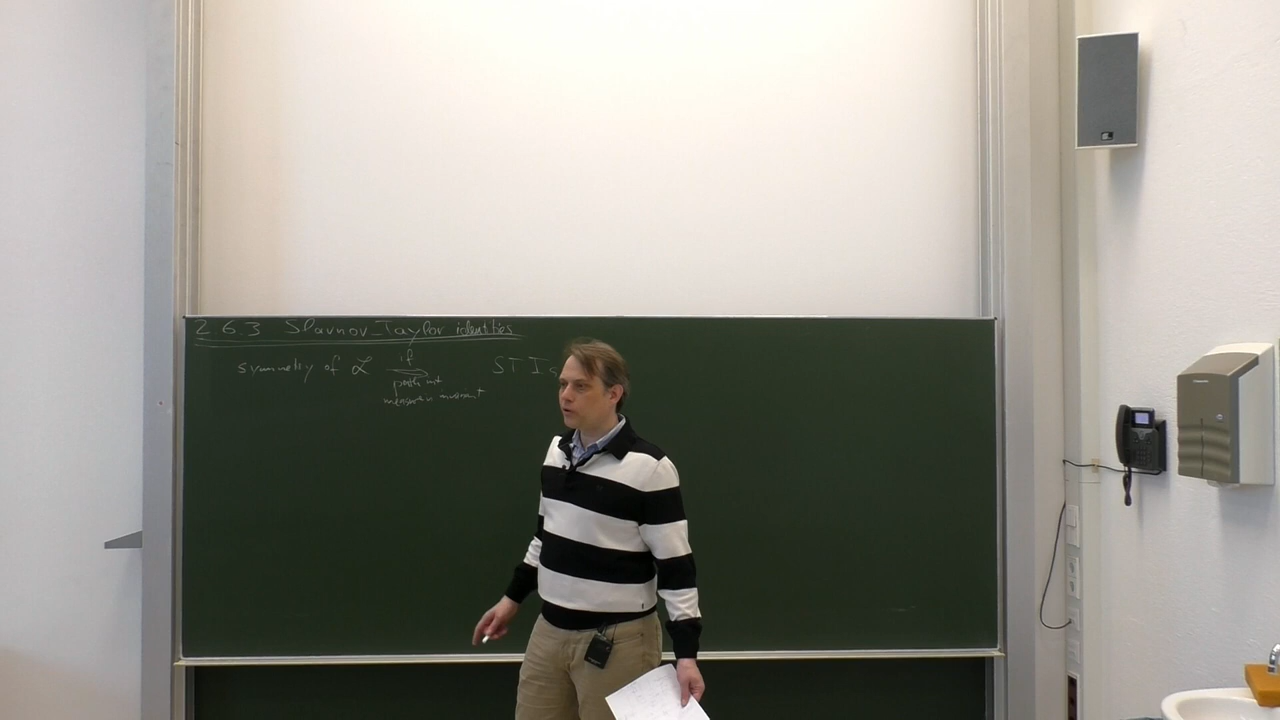 2.6.3 Slavnov-Taylor identities
symmetry of ℒ if ⟹ STIs
path int
measure invariant